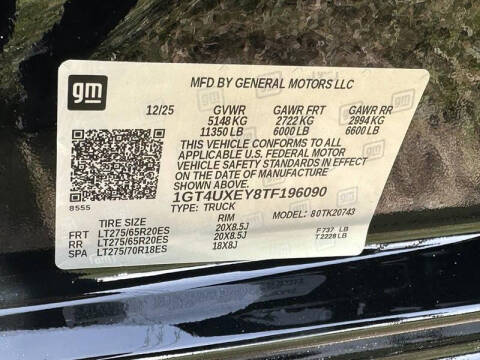 gm
MFD BY GENERAL MOTORS LLC
12/25 GVWR GAWR FRT GAWR RR
5148 KG 2722 KG 2994 KG
11350 LB 6000 LB 6600 LB
THIS VEHICLE CONFORMS TO ALL
APPLICABLE U.S. FEDERAL MOTOR
VEHICLE SAFETY STANDARDS IN EFFECT
ON THE DATE OF MANUFACTURE
SHOWN ABOVE.
1GT4UXEY8TF196090
8555 TYPE: TRUCK MODEL: 80TK20743
TIRE SIZE RIM
FRT LT275/65R20ES 20X8.5J F737 LB
RR LT275/65R20ES 20X8.5J T2228 LB
SPA LT275/70R18ES 18X8J